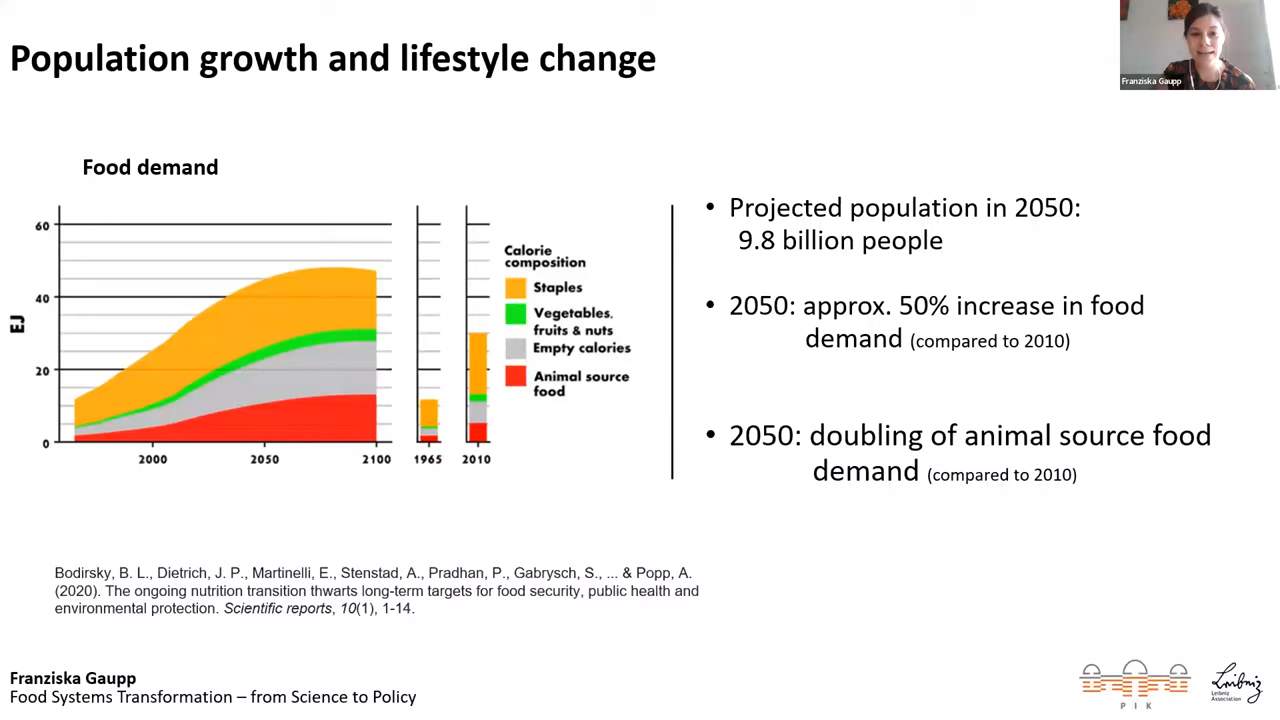 Population growth and lifestyle change
Franziska Gaupp
Food demand
60
40
20
0
EJ
2000
2050
2100
1965
2010
Calorie
composition
Staples
Vegetables,
fruits & nuts
Empty calories
Animal source
food
• Projected population in 2050:
9.8 billion people
• 2050: approx. 50% increase in food
demand (compared to 2010)
• 2050: doubling of animal source food
demand (compared to 2010)
Bodirsky, B. L., Dietrich, J. P., Martinelli, E., Stenstad, A., Pradhan, P., Gabrysch, S., ... & Popp, A.
(2020). The ongoing nutrition transition thwarts long-term targets for food security, public health and
environmental protection. Scientific reports, 10(1), 1-14.
Franziska Gaupp
Food Systems Transformation – from Science to Policy
P I K
Leibniz
Leibniz
Association